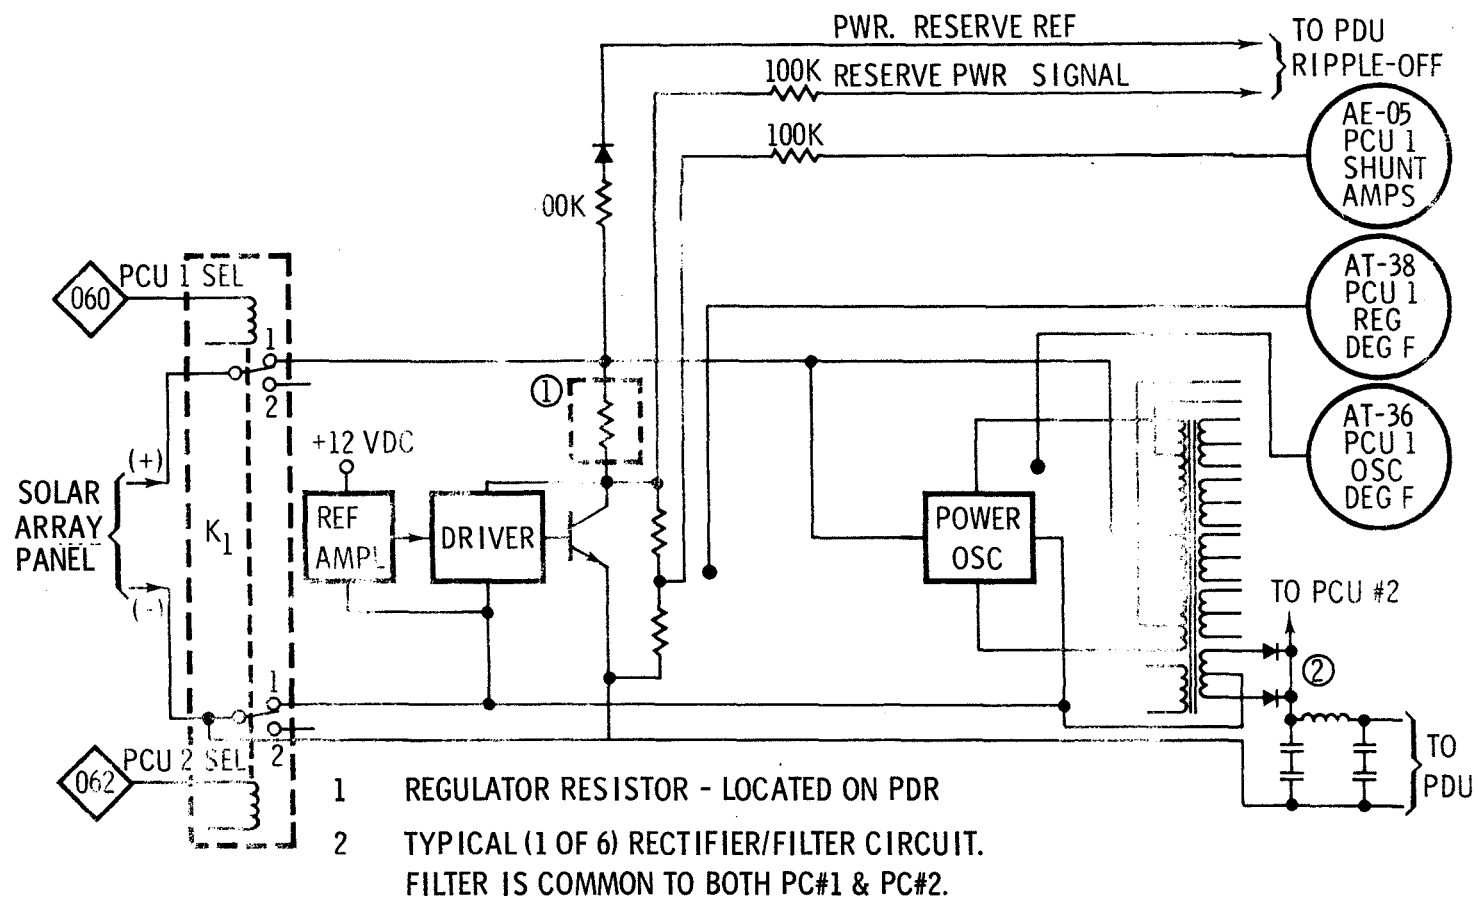 PWR. RESERVE REF
TO PDU
RIPPLE-OFF
100K
RESERVE PWR SIGNAL
100K
AE-05
PCU 1
SHUNT
AMPS
00K
PCU 1 SEL
060
AT-38
PCU 1
REG
DEG F
1
2
1
+12 VDC
(+)
SOLAR
ARRAY
PANEL
(-)
K1
REF
AMPL
DRIVER
POWER
OSC
AT-36
PCU 1
OSC
DEG F
TO PCU #2
2
1
2
PCU 2 SEL
062
TO
PDU
1 REGULATOR RESISTOR - LOCATED ON PDR
2 TYPICAL (1 OF 6) RECTIFIER/FILTER CIRCUIT.
FILTER IS COMMON TO BOTH PC#1 & PC#2.